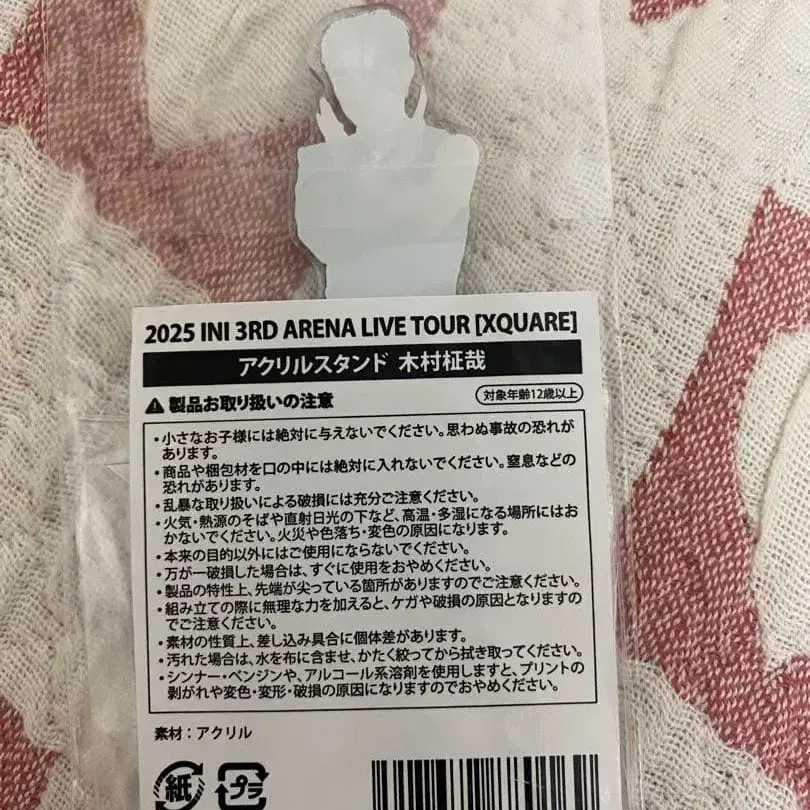 2025 INI 3RD ARENA LIVE TOUR [XQUARE]
アクリルスタンド 木村柾哉
⚠ 製品お取り扱いの注意
対象年齢12歳以上
・小さなお子様には絶対に与えないでください。思わぬ事故の恐れが
あります。
・商品や梱包材を口の中には絶対に入れないでください。窒息などの
恐れがあります。
・乱暴な取り扱いによる破損には充分ご注意ください。
・火気・熱源のそばや直射日光の下など、高温・多湿になる場所にはお
かないでください。火災や色落ち・変色の原因になります。
・本来の目的以外にはご使用にならないでください。
・万が一破損した場合は、すぐに使用をおやめください。
・製品の特性上、先端が尖っている箇所がありますのでご注意ください。
・組み立ての際に無理な力を加えると、ケガや破損の原因となりますの
でご注意ください。
・素材の性質上、差し込み具合に個体差があります。
・汚れた場合は、水を布に含ませ、かたく絞ってから拭き取ってください。
・シンナー・ベンジンや、アルコール系溶剤を使用しますと、プリントの
剥がれや変色・変形・破損の原因になりますのでおやめください。
素材：アクリル
紙 プラ